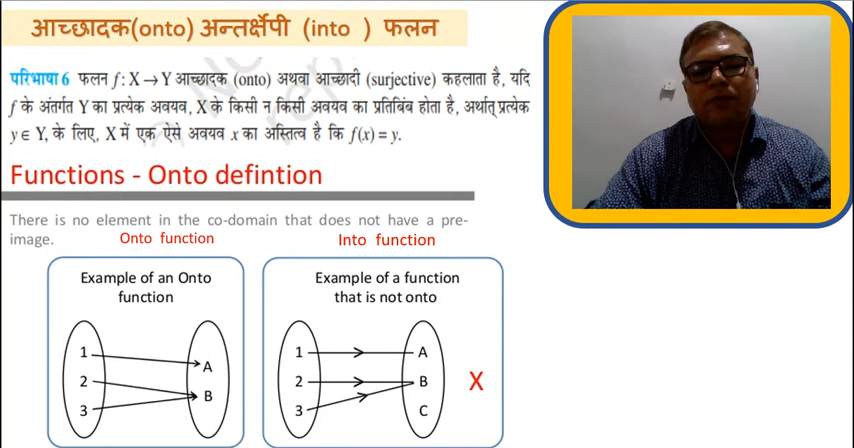 आच्छादक(onto) अन्तर्क्षेपी (into ) फलन
परिभाषा 6 फलन f : X → Y आच्छादक (onto) अथवा आच्छादी (surjective) कहलाता है, यदि
f के अंतर्गत Y का प्रत्येक अवयव, X के किसी न किसी अवयव का प्रतिबिंब होता है, अर्थात् प्रत्येक
y ∈ Y, के लिए, X में एक ऐसे अवयव x का अस्तित्व है कि f(x) = y.
Functions - Onto defintion
There is no element in the co-domain that does not have a pre-
image.
Onto function
Into function
Example of an Onto
function
1
2
3
A
B
Example of a function
that is not onto
1
2
3
A
B
C
X